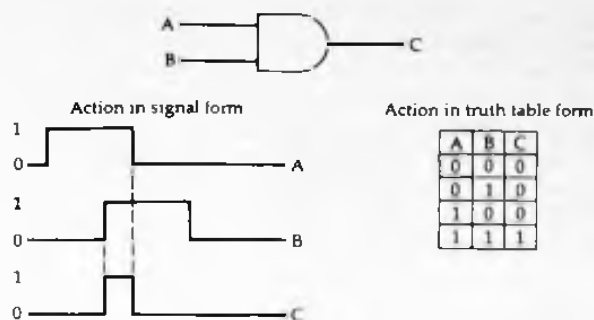 A
B
C
Action in signal form
1
0
A
1
0
B
1
0
C
Action in truth table form
A B C
0 0 0
0 1 0
1 0 0
1 1 1